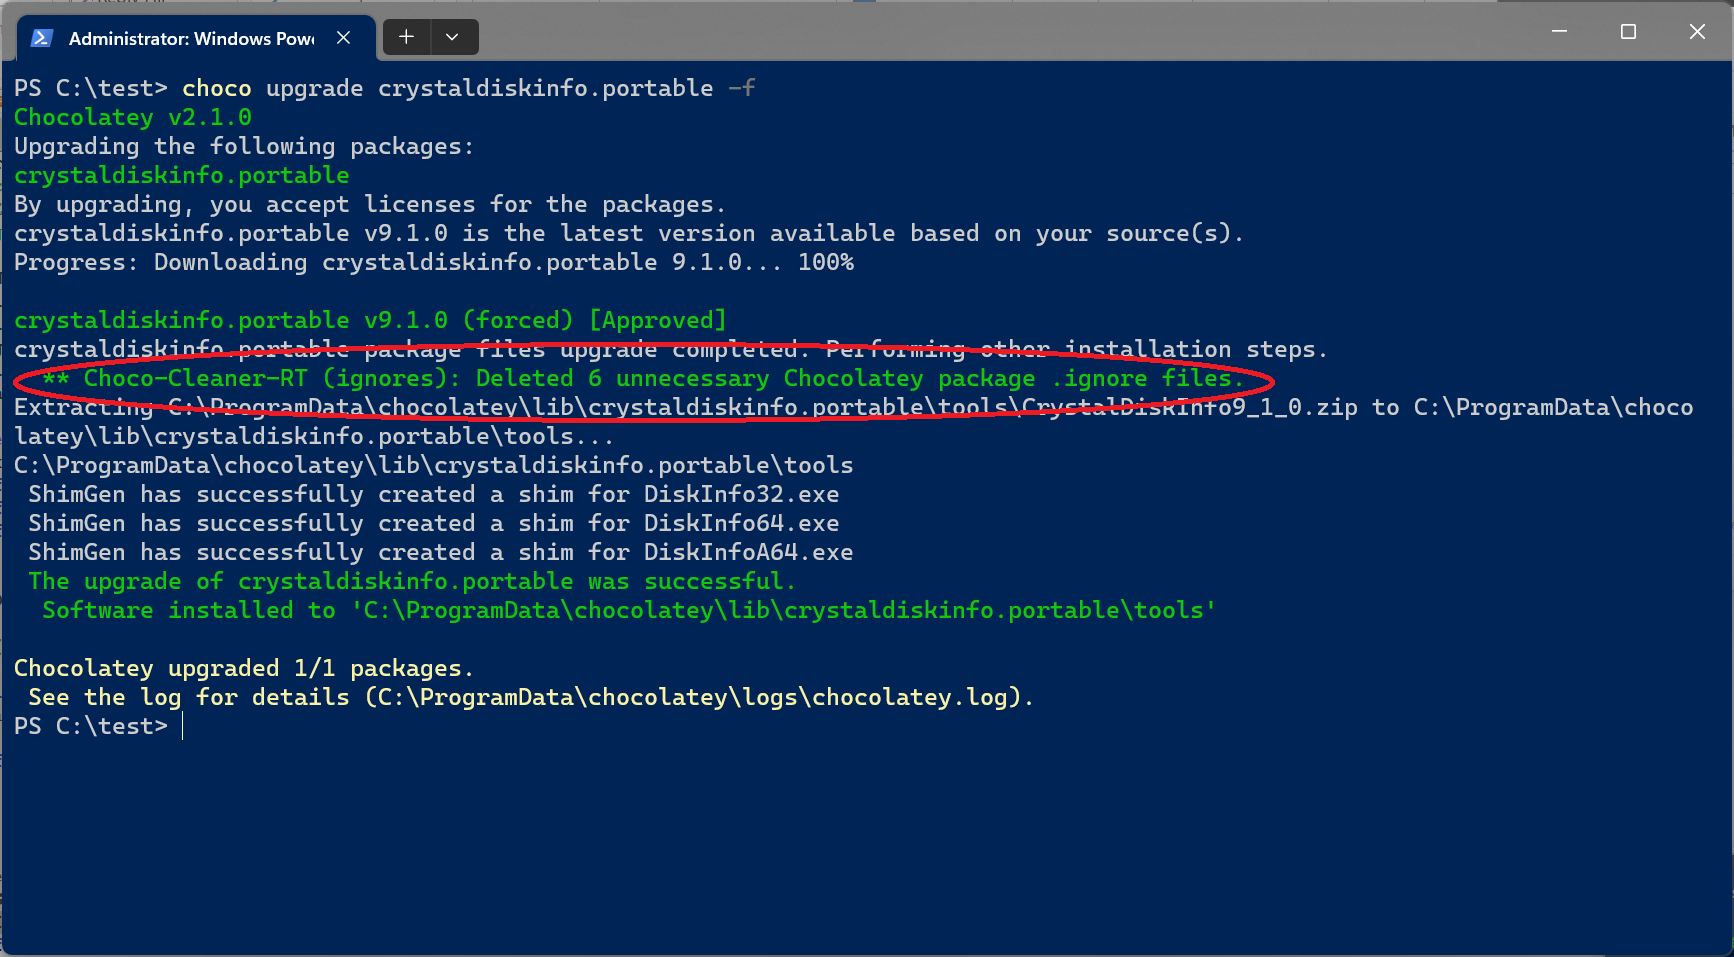 Administrator: Windows Pow
PS C:\test> choco upgrade crystaldiskinfo.portable -f
Chocolatey v2.1.0
Upgrading the following packages:
crystaldiskinfo.portable
By upgrading, you accept licenses for the packages.
crystaldiskinfo.portable v9.1.0 is the latest version available based on your source(s).
Progress: Downloading crystaldiskinfo.portable 9.1.0... 100%
crystaldiskinfo.portable v9.1.0 (forced) [Approved]
crystaldiskinfo.portable package files upgrade completed. Performing other installation steps.
** Choco-Cleaner-RT (ignores): Deleted 6 unnecessary Chocolatey package .ignore files.
Extracting C:\ProgramData\chocolatey\lib\crystaldiskinfo.portable\tools\CrystalDiskInfo9_1_0.zip to C:\ProgramData\choco
latey\lib\crystaldiskinfo.portable\tools...
C:\ProgramData\chocolatey\lib\crystaldiskinfo.portable\tools
ShimGen has successfully created a shim for DiskInfo32.exe
ShimGen has successfully created a shim for DiskInfo64.exe
ShimGen has successfully created a shim for DiskInfoA64.exe
The upgrade of crystaldiskinfo.portable was successful.
Software installed to 'C:\ProgramData\chocolatey\lib\crystaldiskinfo.portable\tools'
Chocolatey upgraded 1/1 packages.
See the log for details (C:\ProgramData\chocolatey\logs\chocolatey.log).
PS C:\test>